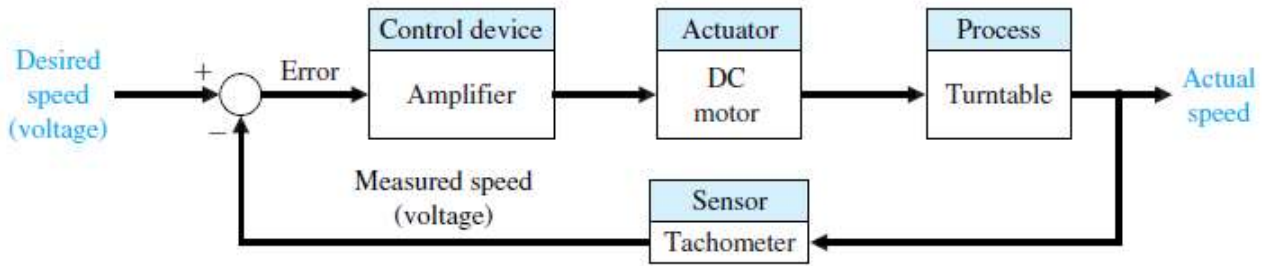 Desired
speed
(voltage)
+
−
Error
Control device
Amplifier
Actuator
DC
motor
Process
Turntable
Actual
speed
Measured speed
(voltage)
Sensor
Tachometer